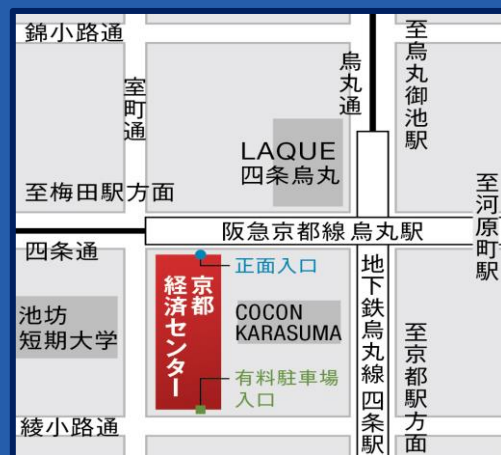 錦小路通
室町通
烏丸通
至烏丸御池駅
LAQUE
四条烏丸
至梅田駅方面
至河原町駅
阪急京都線 烏丸駅
四条通
正面入口
京都
経済センター
COCON
KARASUMA
池坊
短期大学
地下鉄烏丸線 四条駅
至京都駅方面
有料駐車場
入口
綾小路通